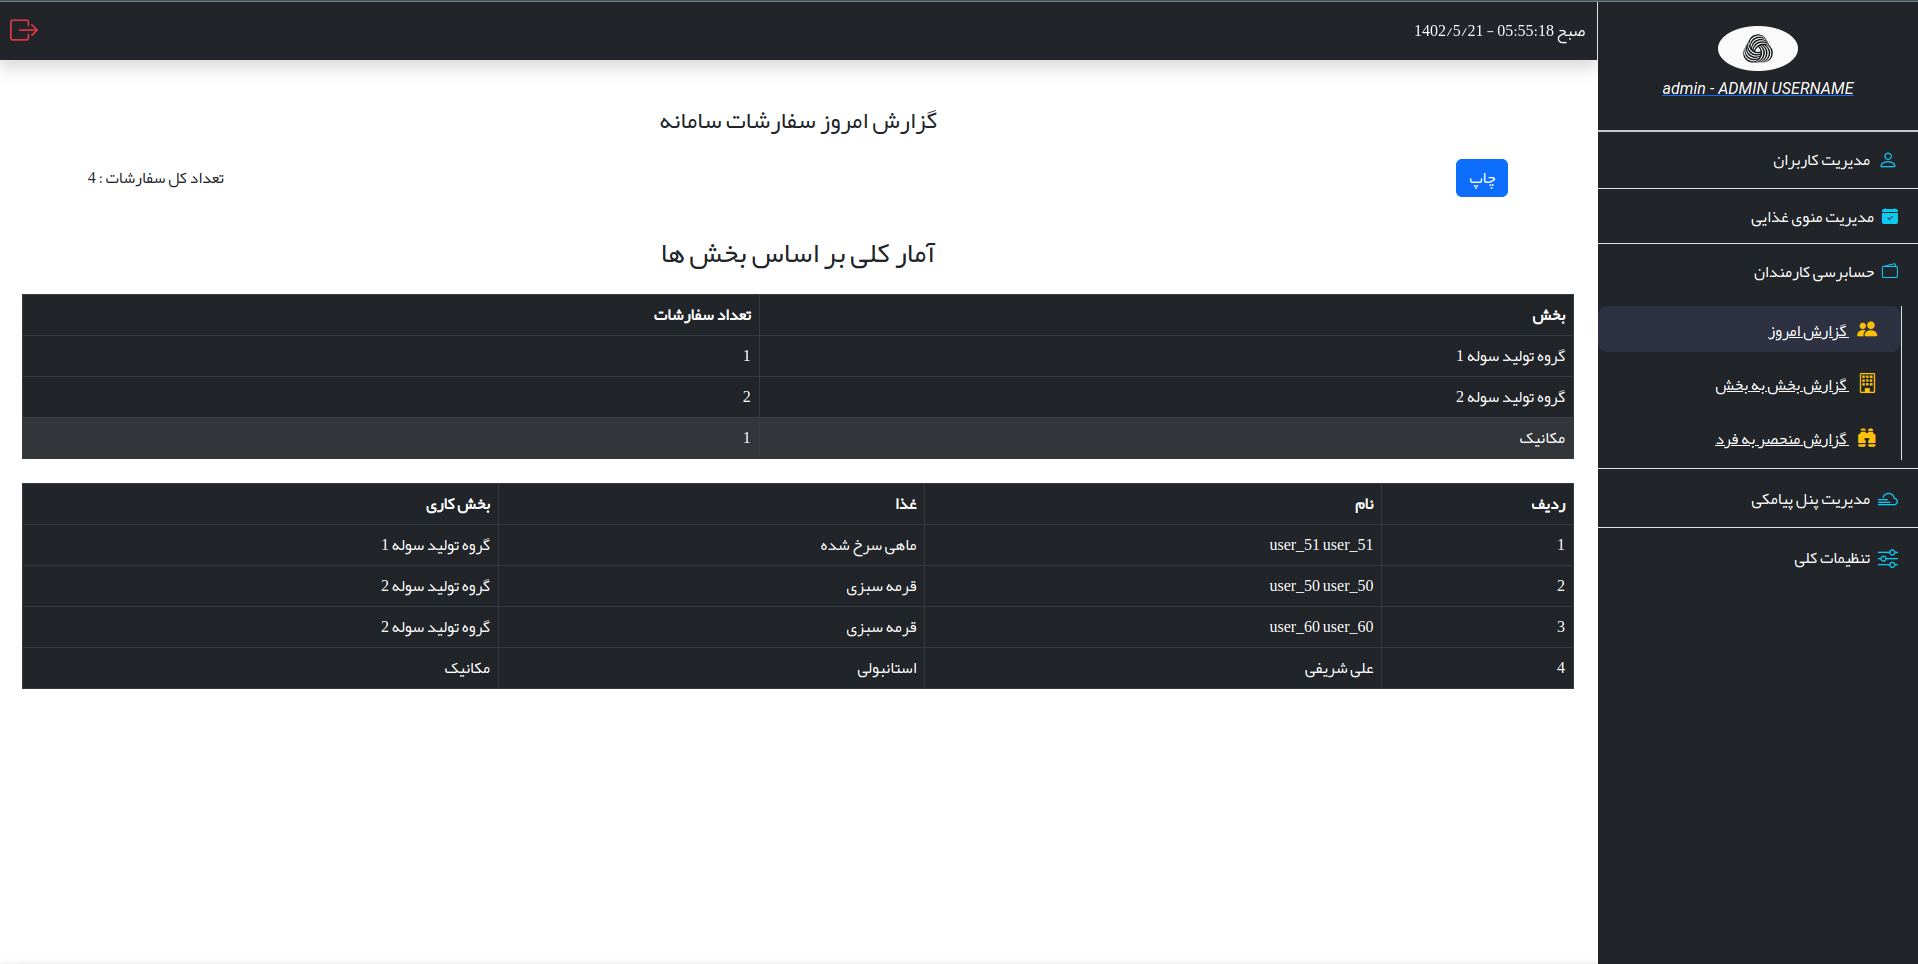 صبح 05:55:18 - 1402/5/21
admin - ADMIN USERNAME
مدیریت کاربران
مدیریت منوی غذایی
حسابرسی کارمندان
گزارش امروز
گزارش بخش به بخش
گزارش منحصر به فرد
مدیریت پنل پیامکی
تنظیمات کلی
گزارش امروز سفارشات سامانه
چاپ
تعداد کل سفارشات : 4
آمار کلی بر اساس بخش ها
بخش تعداد سفارشات
گروه تولید سوله 1 1
گروه تولید سوله 2 2
مکانیک 1
ردیف نام غذا بخش کاری
1 user_51 user_51 ماهی سرخ شده گروه تولید سوله 1
2 user_50 user_50 قرمه سبزی گروه تولید سوله 2
3 user_60 user_60 قرمه سبزی گروه تولید سوله 2
4 علی شریفی استانبولی مکانیک